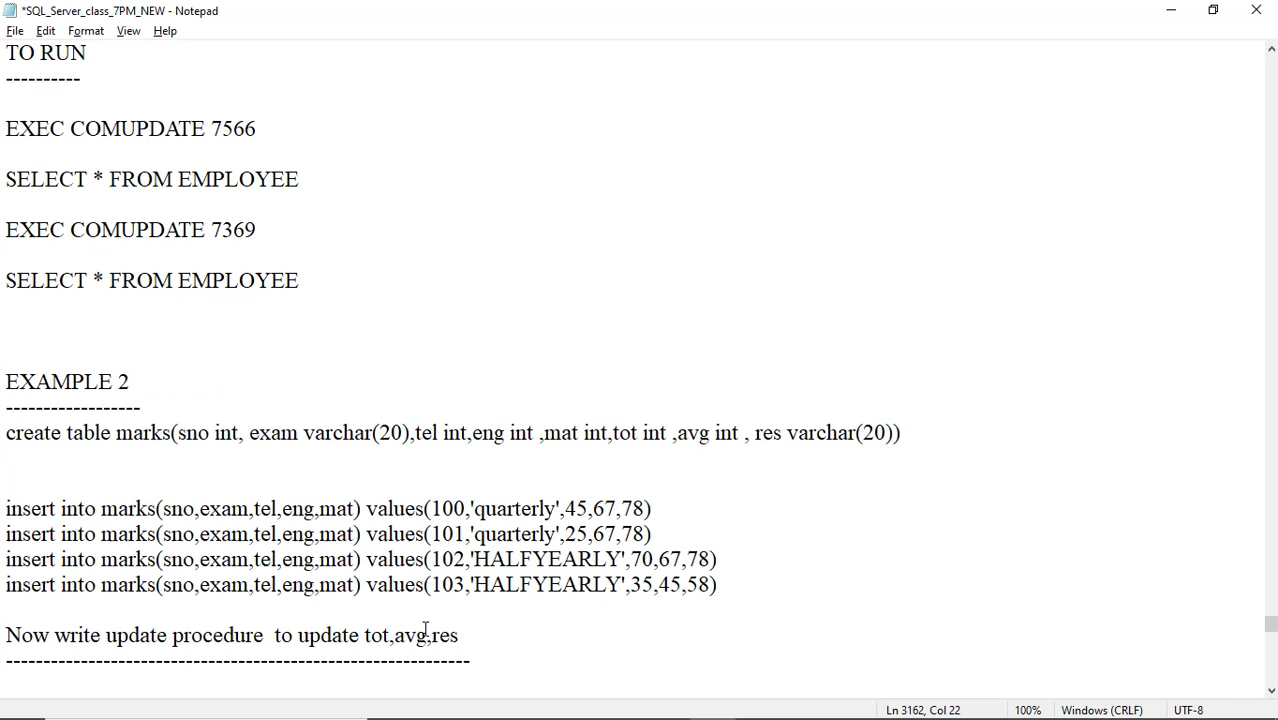 *SQL_Server_class_7PM_NEW - Notepad
File Edit Format View Help
TO RUN
----------
EXEC COMUPDATE 7566
SELECT * FROM EMPLOYEE
EXEC COMUPDATE 7369
SELECT * FROM EMPLOYEE
EXAMPLE 2
------------------
create table marks(sno int, exam varchar(20),tel int,eng int ,mat int,tot int ,avg int , res varchar(20))
insert into marks(sno,exam,tel,eng,mat) values(100,'quarterly',45,67,78)
insert into marks(sno,exam,tel,eng,mat) values(101,'quarterly',25,67,78)
insert into marks(sno,exam,tel,eng,mat) values(102,'HALFYEARLY',70,67,78)
insert into marks(sno,exam,tel,eng,mat) values(103,'HALFYEARLY',35,45,58)
Now write update procedure  to update tot,avg,res
--------------------------------------------------------------
Ln 3162, Col 22 100% Windows (CRLF) UTF-8